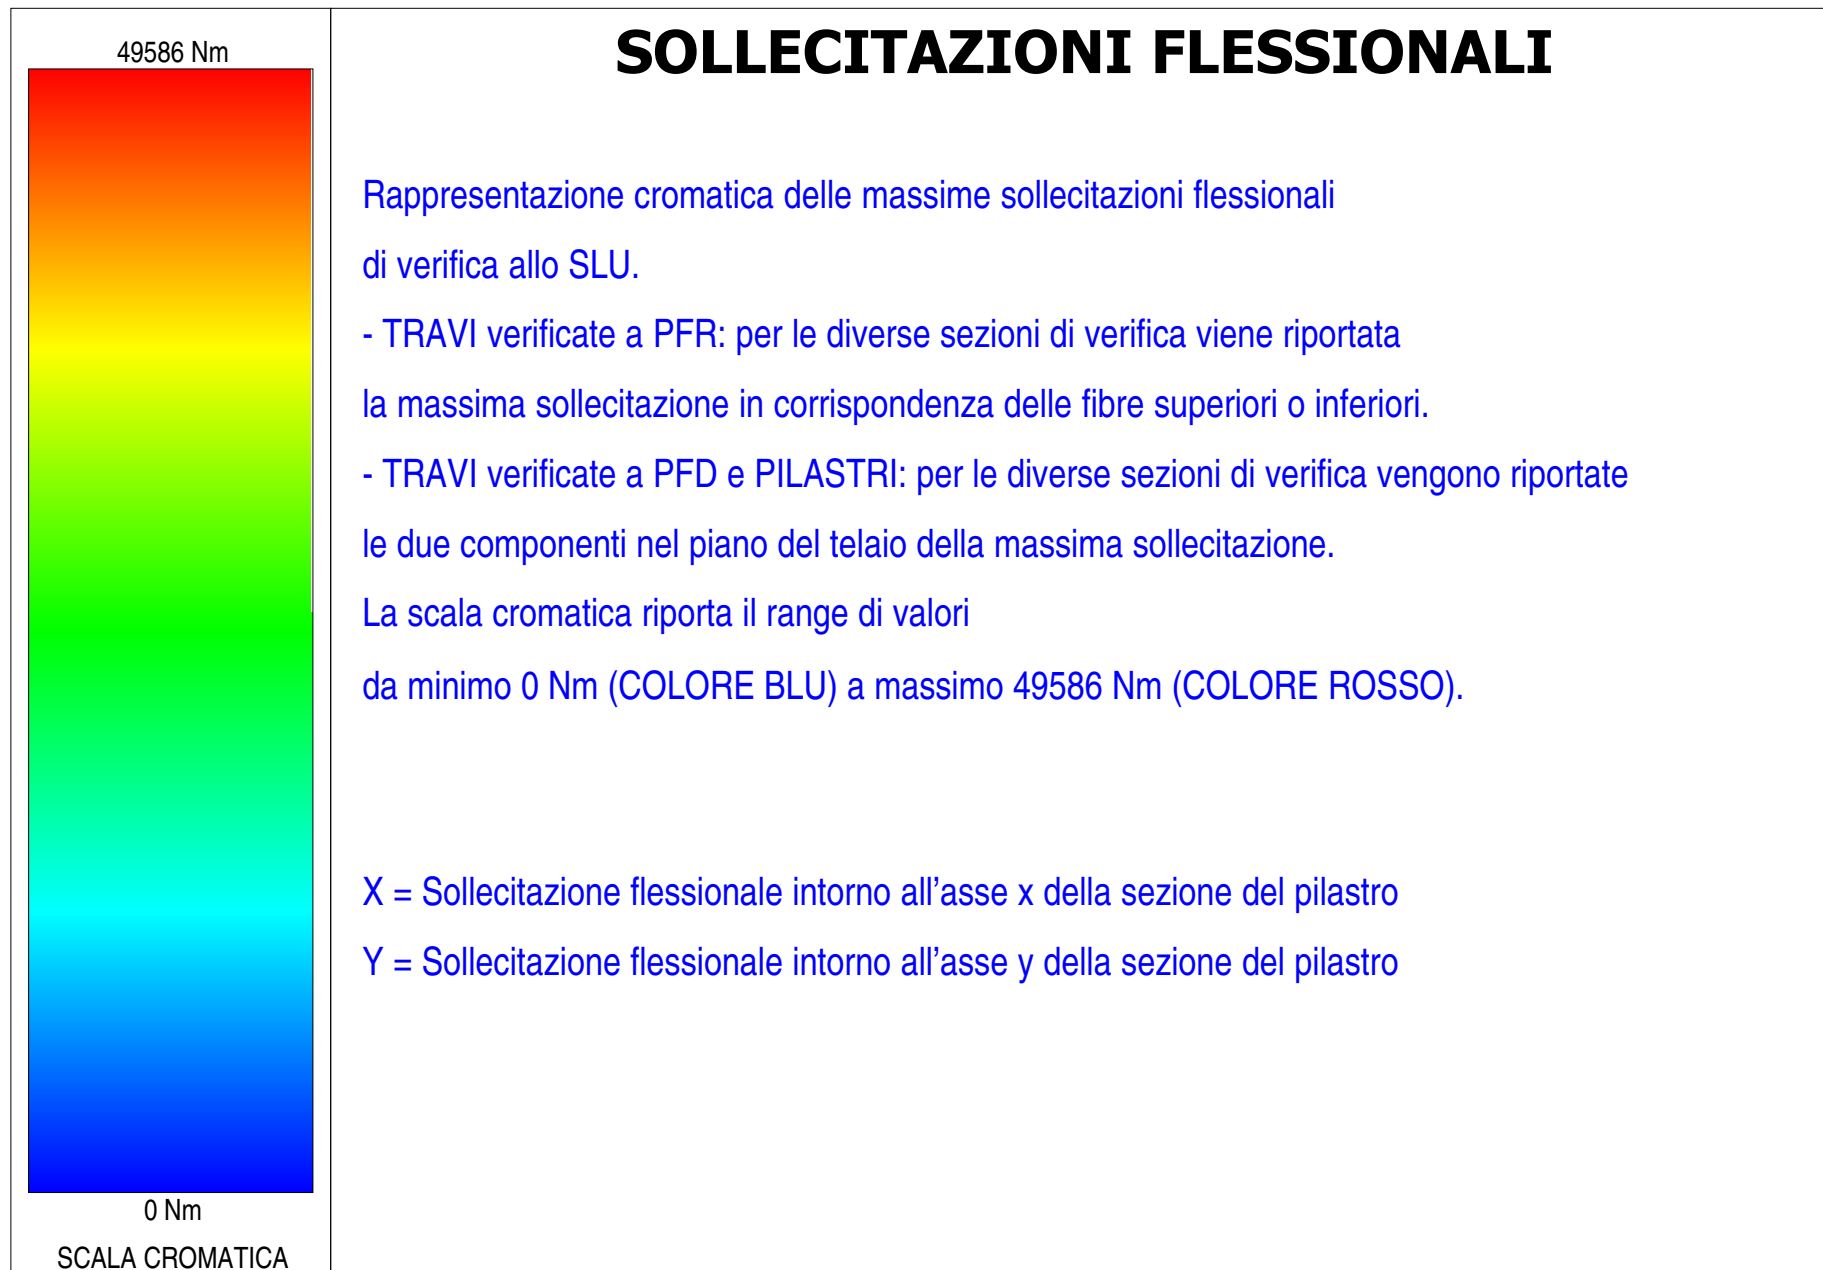 49586 Nm
0 Nm
SCALA CROMATICA
SOLLECITAZIONI FLESSIONALI
Rappresentazione cromatica delle massime sollecitazioni flessionali
di verifica allo SLU.
- TRAVI verificate a PFR: per le diverse sezioni di verifica viene riportata
la massima sollecitazione in corrispondenza delle fibre superiori o inferiori.
- TRAVI verificate a PFD e PILASTRI: per le diverse sezioni di verifica vengono riportate
le due componenti nel piano del telaio della massima sollecitazione.
La scala cromatica riporta il range di valori
da minimo 0 Nm (COLORE BLU) a massimo 49586 Nm (COLORE ROSSO).
X = Sollecitazione flessionale intorno all'asse x della sezione del pilastro
Y = Sollecitazione flessionale intorno all'asse y della sezione del pilastro